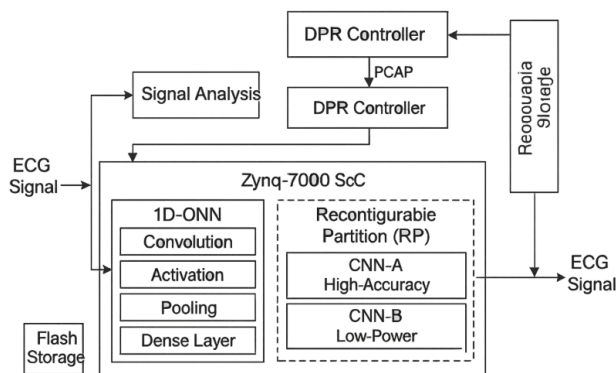 DPR Controller
PCAP
Signal Analysis
DPR Controller
ECG
Signal
Zynq-7000 ScC
1D-ONN
Convolution
Activation
Pooling
Dense Layer
Recontigurable
Partition (RP)
CNN-A
High-Accuracy
CNN-B
Low-Power
ECG
Signal
Flash
Storage